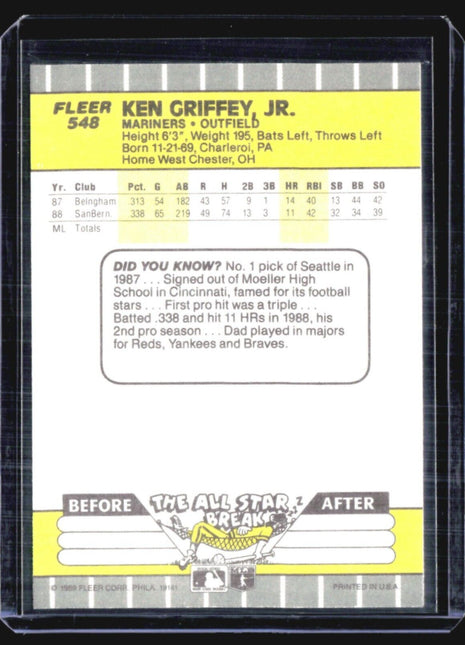 FLEER
548
KEN GRIFFEY, JR.
MARINERS • OUTFIELD
Height 6'3", Weight 195, Bats Left, Throws Left
Born 11-21-69, Charleroi, PA
Home West Chester, OH
Yr. Club Pct. G AB R H 2B 3B HR RBI SB BB SO
87 Belngham 313 54 182 43 57 9 1 14 40 13 44 42
88 SanBern. 338 65 219 49 74 13 3 11 42 32 34 39
ML Totals
DID YOU KNOW? No. 1 pick of Seattle in
1987 . . . Signed out of Moeller High
School in Cincinnati, famed for its football
stars . . . First pro hit was a triple . . .
Batted .338 and hit 11 HRs in 1988, his
2nd pro season . . . Dad played in majors
for Reds, Yankees and Braves.
BEFORE THE ALL STAR BREAK AFTER
© 1989 FLEER CORP. PHILA. 19141
PRINTED IN U.S.A.